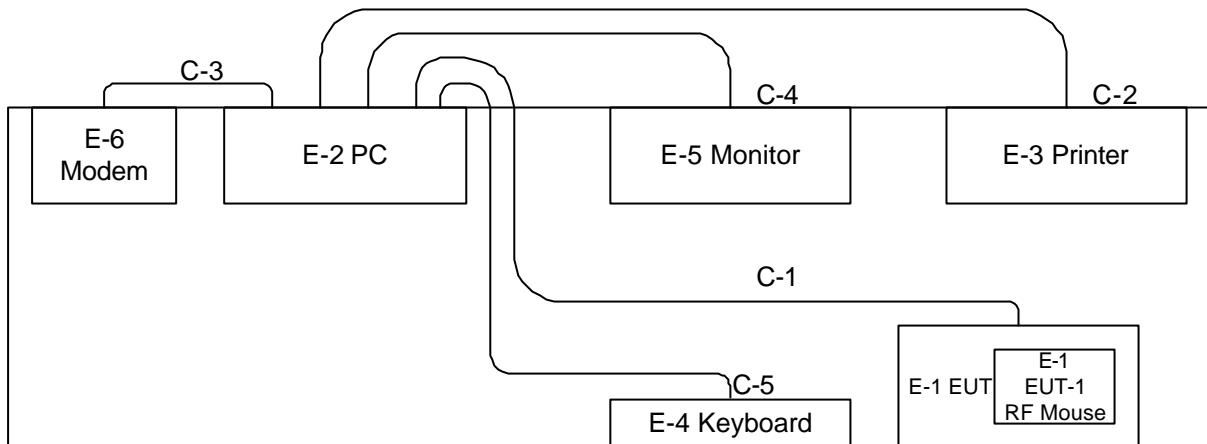 C-3
C-4
C-2
E-6
Modem
E-2 PC
E-5 Monitor
E-3 Printer
C-1
E-1 EUT
E-1
EUT-1
RF Mouse
C-5
E-4 Keyboard